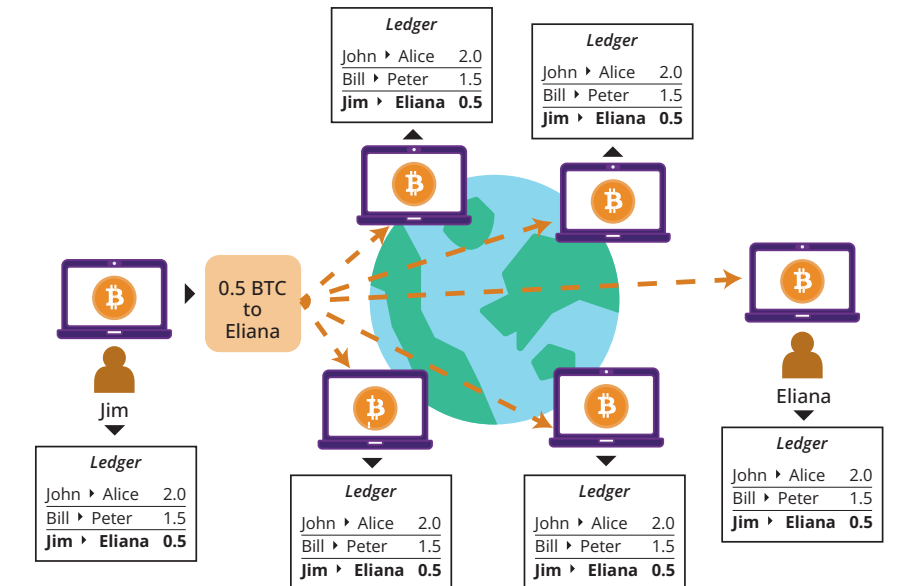 Ledger
John ‣ Alice 2.0
Bill ‣ Peter 1.5
Jim ‣ Eliana 0.5
Ledger
John ‣ Alice 2.0
Bill ‣ Peter 1.5
Jim ‣ Eliana 0.5
0.5 BTC
to
Eliana
Jim
Eliana
Ledger
John ‣ Alice 2.0
Bill ‣ Peter 1.5
Jim ‣ Eliana 0.5
Ledger
John ‣ Alice 2.0
Bill ‣ Peter 1.5
Jim ‣ Eliana 0.5
Ledger
John ‣ Alice 2.0
Bill ‣ Peter 1.5
Jim ‣ Eliana 0.5
Ledger
John ‣ Alice 2.0
Bill ‣ Peter 1.5
Jim ‣ Eliana 0.5